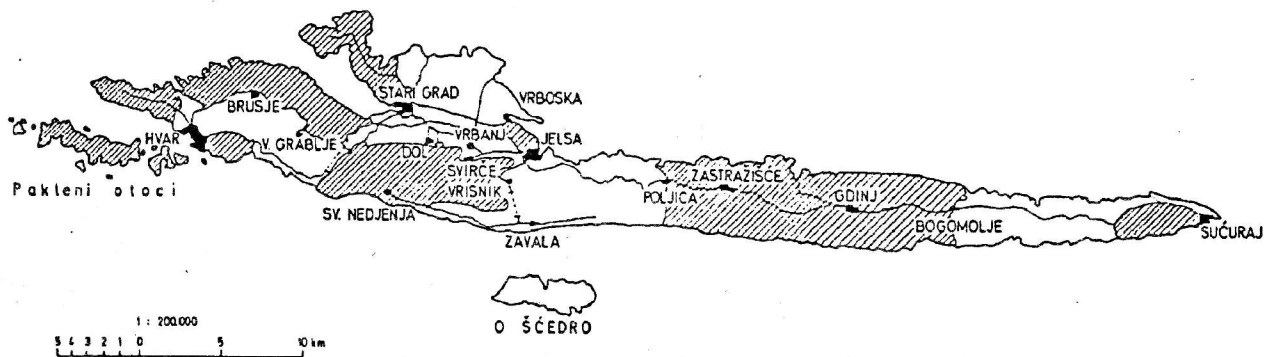 STARI GRAD
VRBOSKA
BRUSJE
HVAR
V. GRABLJE
VRBANJ
JELSA
DOL
Pakleni otoci
SVIRČE
VRISNIK
ZASTRAŽIŠĆE
POLJICA
GDINJ
SV. NEDJENJA
BOGOMOLJE
SUĆURAJ
ZAVALA
O ŠĆEDRO
1 : 200.000
5 4 3 2 1 0 5 10 km